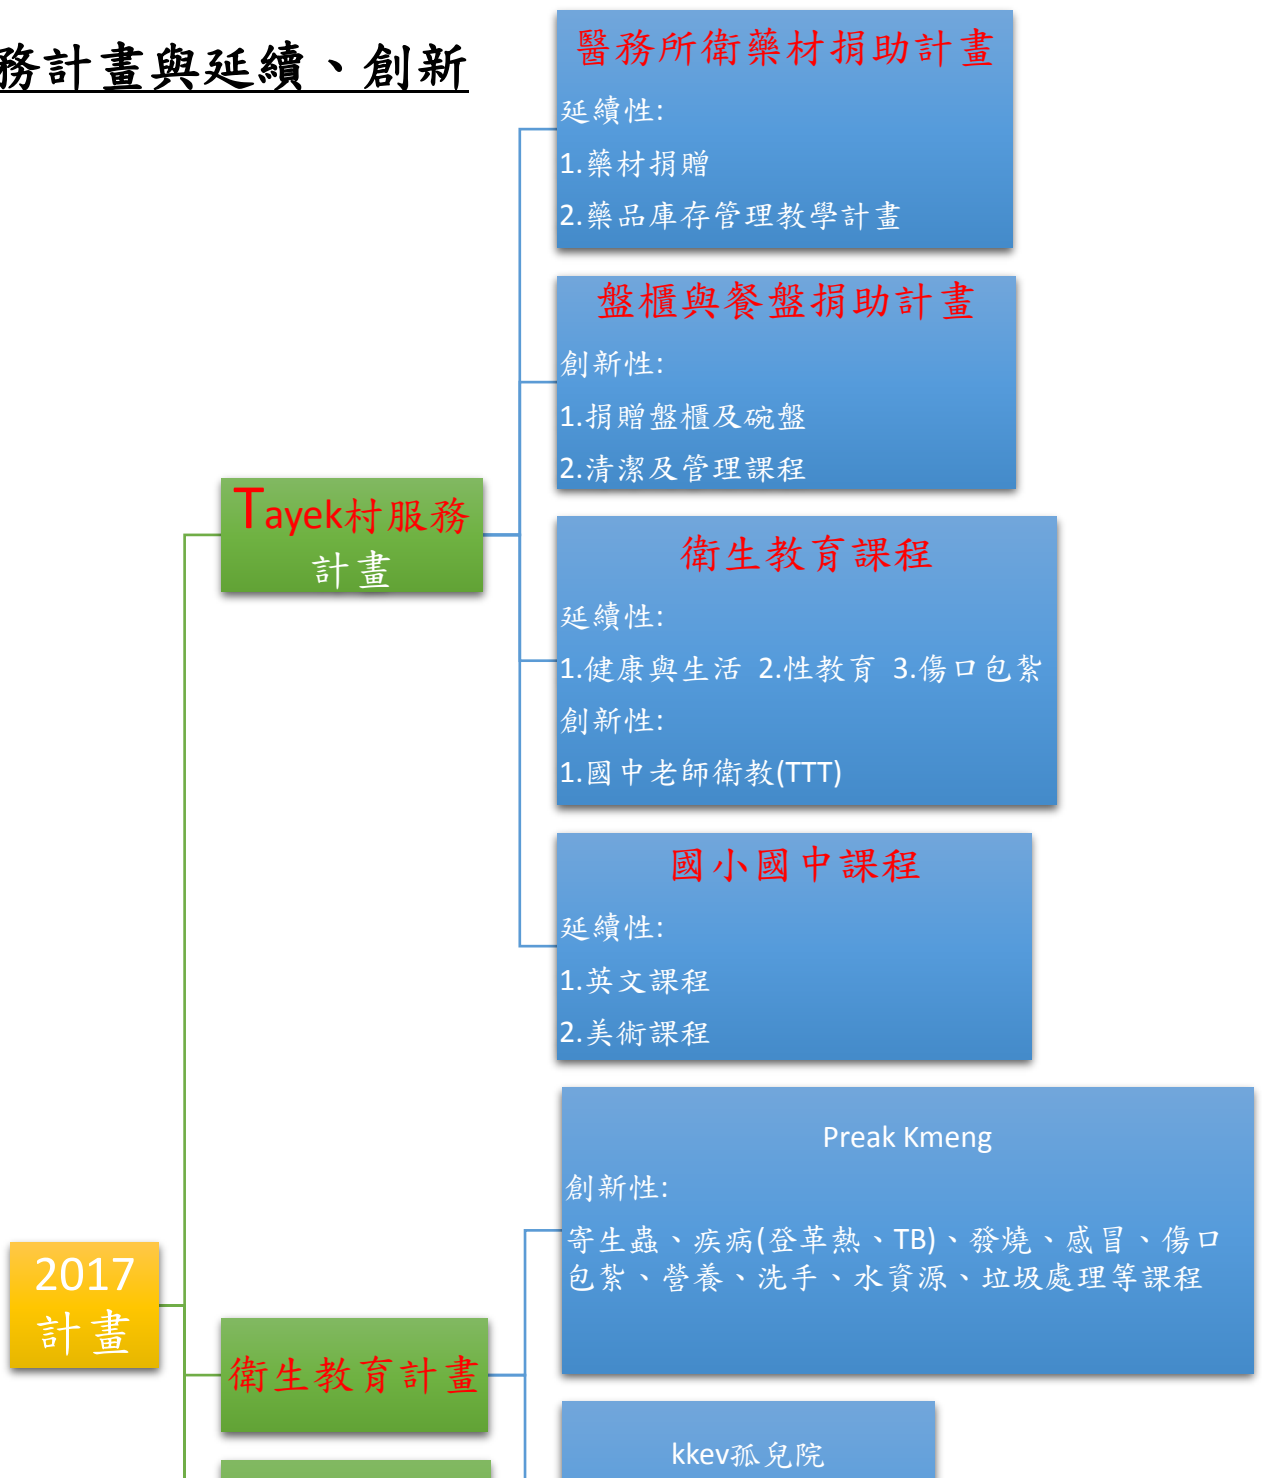 務計畫與延續、創新
醫務所衛藥材捐助計畫
延續性:
1.藥材捐贈
2.藥品庫存管理教學計畫
盤櫃與餐盤捐助計畫
創新性:
1.捐贈盤櫃及碗盤
2.清潔及管理課程
Tayek村服務
計畫
衛生教育課程
延續性:
1.健康與生活 2.性教育 3.傷口包紮
創新性:
1.國中老師衛教(TTT)
國小國中課程
延續性:
1.英文課程
2.美術課程
Preak Kmeng
創新性:
寄生蟲、疾病(登革熱、TB)、發燒、感冒、傷口
包紮、營養、洗手、水資源、垃圾處理等課程
2017
計畫
衛生教育計畫
kkev孤兒院